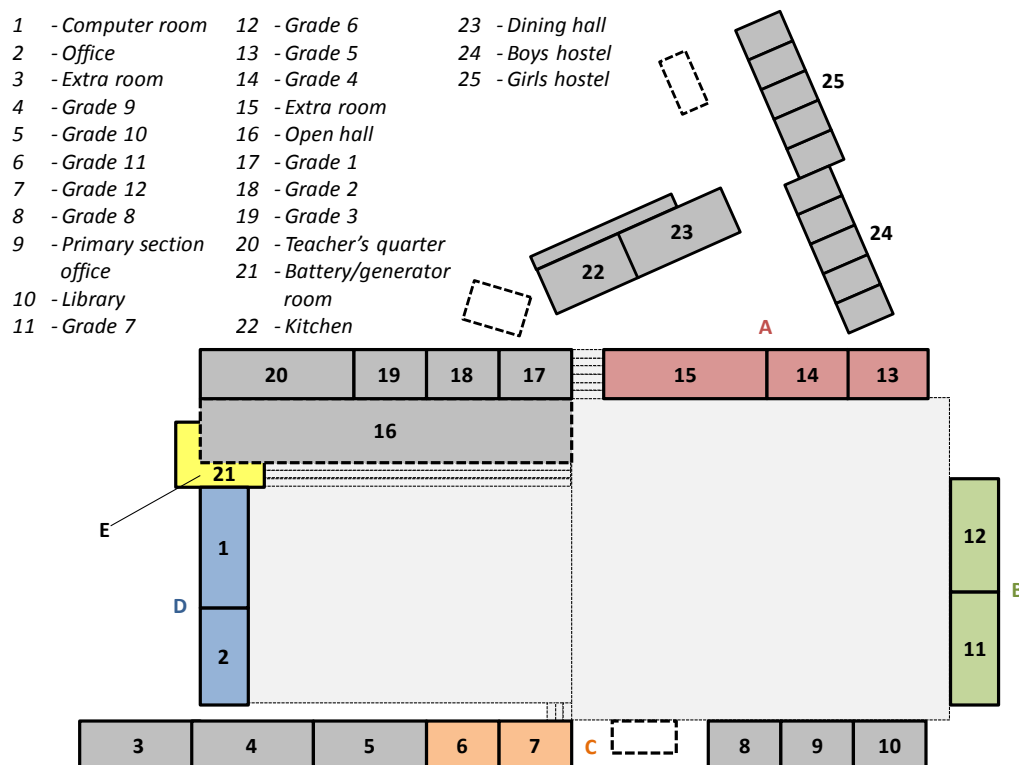 1 - Computer room
2 - Office
3 - Extra room
4 - Grade 9
5 - Grade 10
6 - Grade 11
7 - Grade 12
8 - Grade 8
9 - Primary section
office
10 - Library
11 - Grade 7
12 - Grade 6
13 - Grade 5
14 - Grade 4
15 - Extra room
16 - Open hall
17 - Grade 1
18 - Grade 2
19 - Grade 3
20 - Teacher's quarter
21 - Battery/generator
room
22 - Kitchen
23 - Dining hall
24 - Boys hostel
25 - Girls hostel
25
24
23
22
A
20 19 18 17 15 14 13
16
21
E
1
12
D
B
2
11
3 4 5 6 7 C 8 9 10